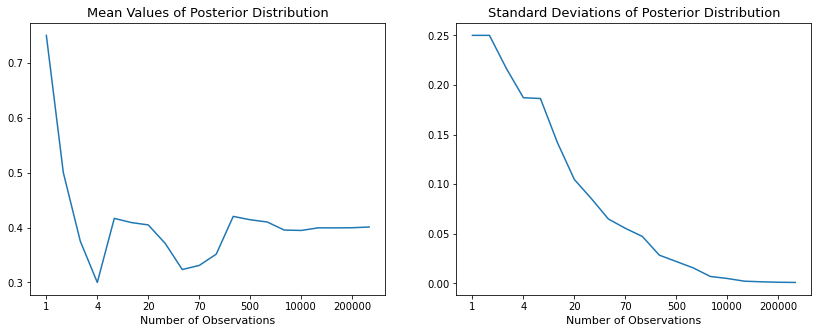 Mean Values of Posterior Distribution
0.7
0.6
0.5
0.4
0.3
1 4 20 70 500 10000 200000
Number of Observations
Standard Deviations of Posterior Distribution
0.25
0.20
0.15
0.10
0.05
0.00
1 4 20 70 500 10000 200000
Number of Observations